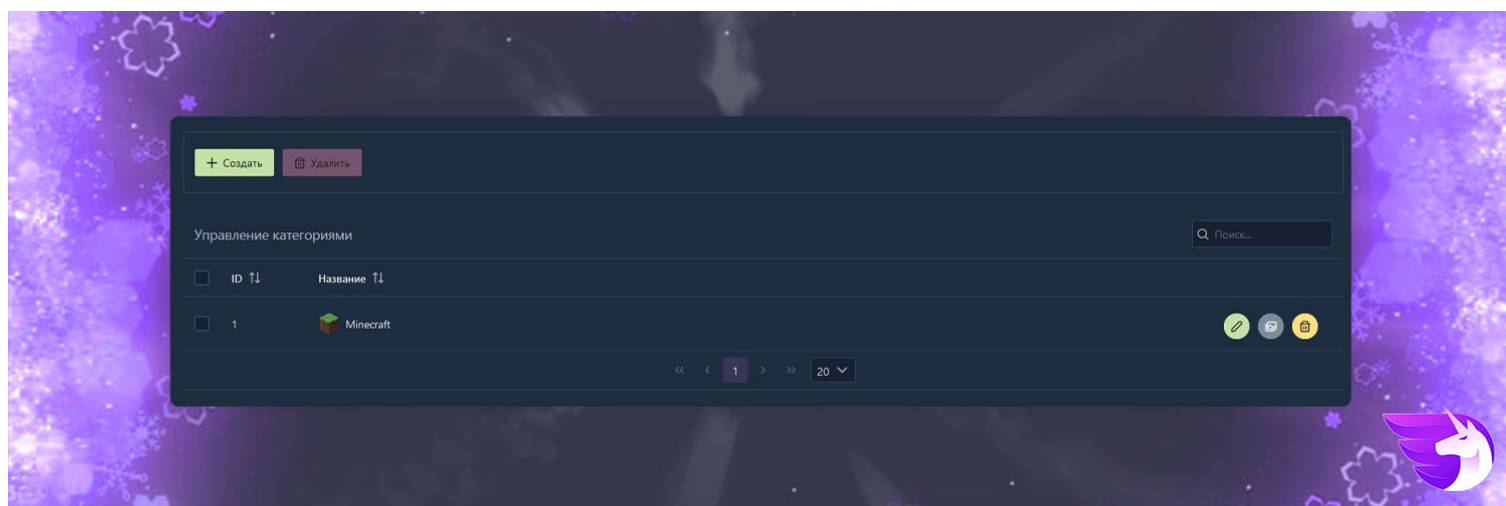 Создать Удалить
Управление категориями Поиск...
ID Название
1 Minecraft
1 20